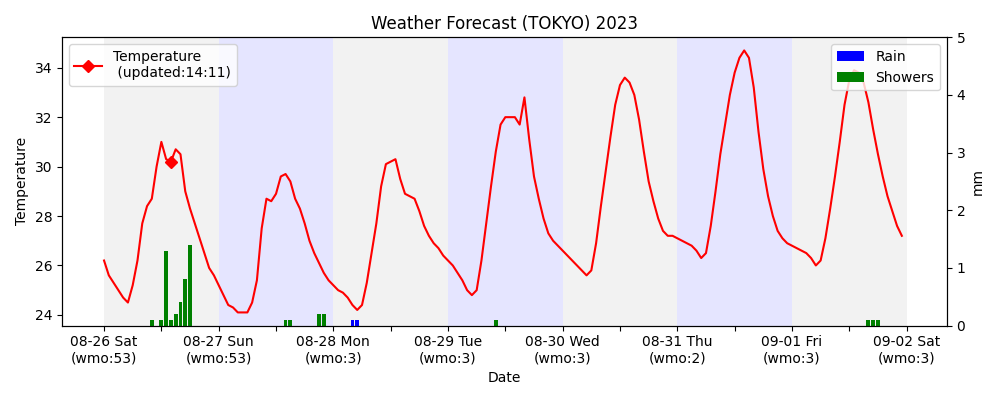 Weather Forecast (TOKYO) 2023
Temperature
(updated:14:11)
Rain
Showers
34
32
30
28
26
24
Temperature
5
4
3
2
1
0
mm
08-26 Sat 08-27 Sun 08-28 Mon 08-29 Tue 08-30 Wed 08-31 Thu 09-01 Fri 09-02 Sat
(wmo:53) (wmo:53) (wmo:3) (wmo:3) (wmo:3) (wmo:2) (wmo:3) (wmo:3)
Date